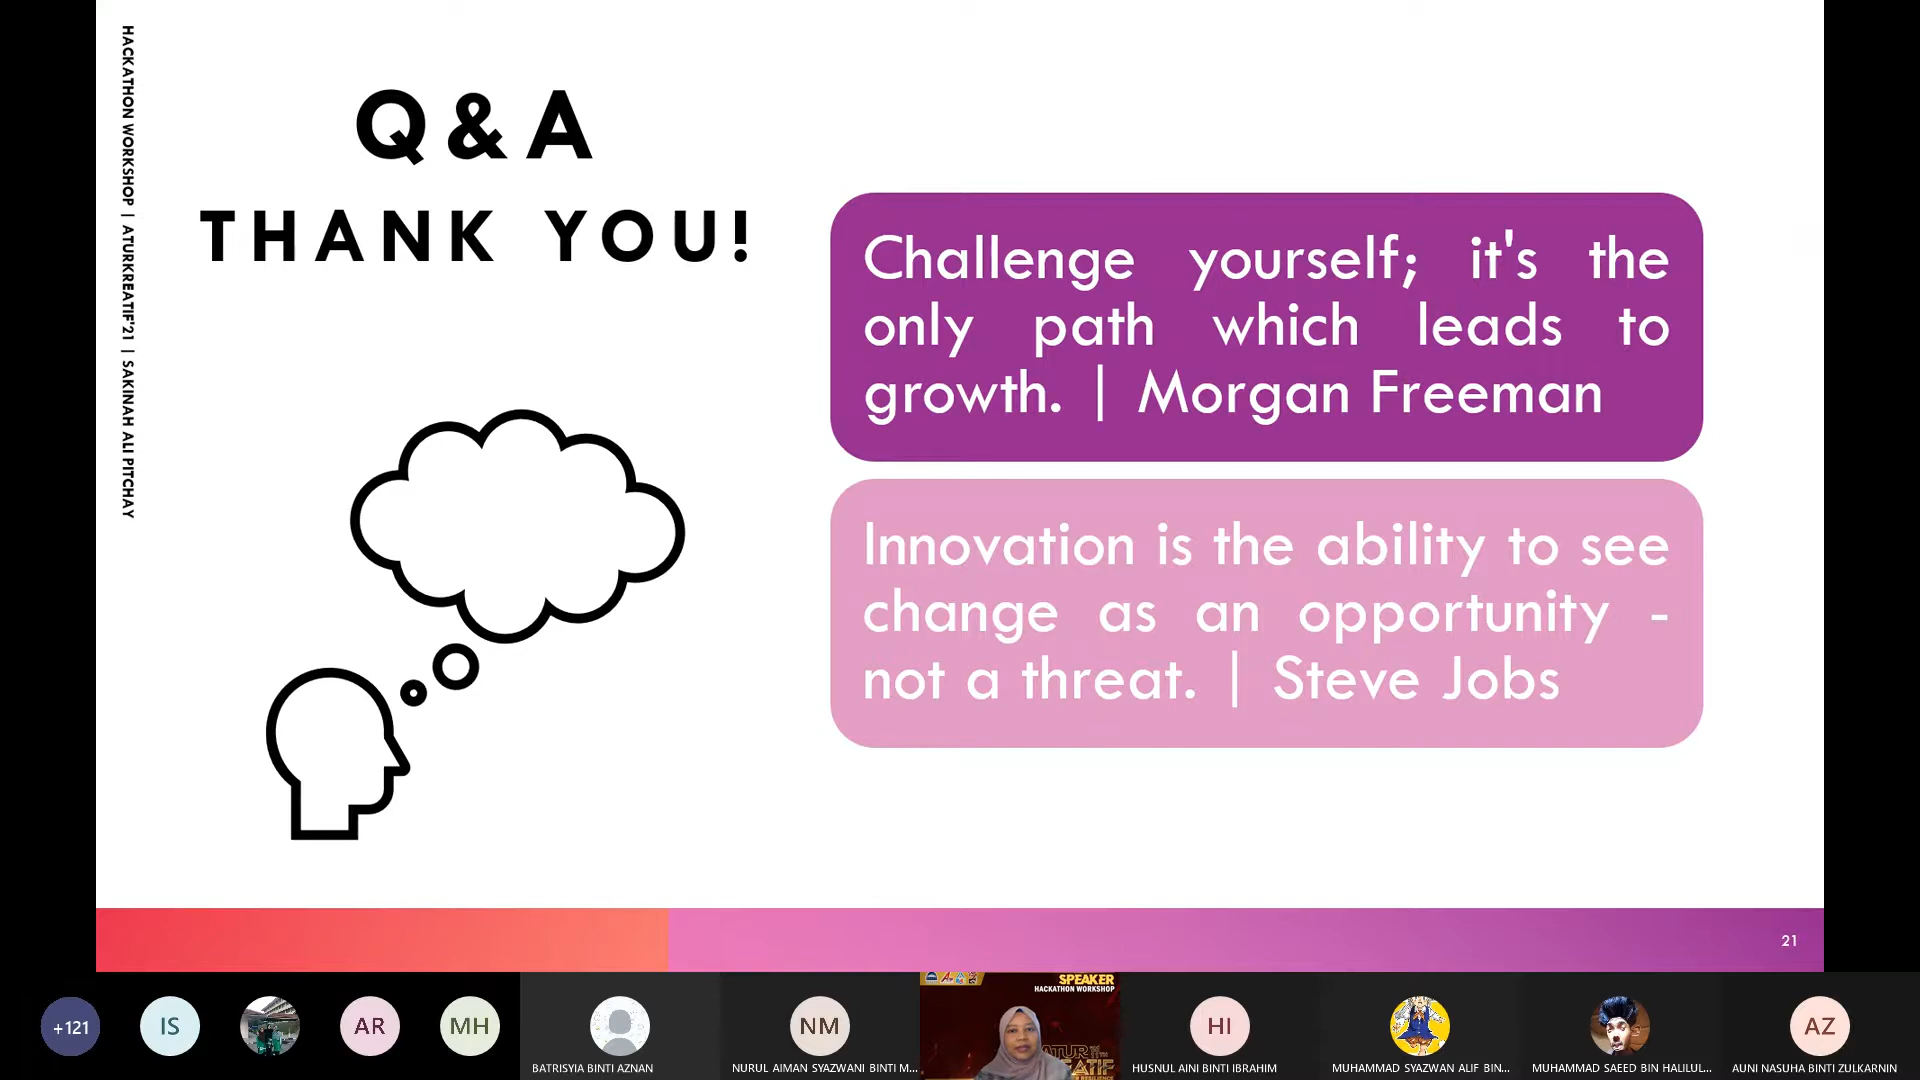 HACKATHON WORKSHOP | ATURKREATIF'21 | SAKINAH ALI PITCHAY
Q&A
THANK YOU!
Challenge yourself; it's the
only path which leads to
growth. | Morgan Freeman
Innovation is the ability to see
change as an opportunity -
not a threat. | Steve Jobs
21
+121
IS
AR
MH
BATRISYIA BINTI AZNAN
NM
NURUL AIMAN SYAZWANI BINTI M...
SPEAKER
HACKATHON WORKSHOP
HI
HUSNUL AINI BINTI IBRAHIM
MUHAMMAD SYAZWAN ALIF BIN...
MUHAMMAD SAEED BIN HALILUL...
AZ
AUNI NASUHA BINTI ZULKARNIN